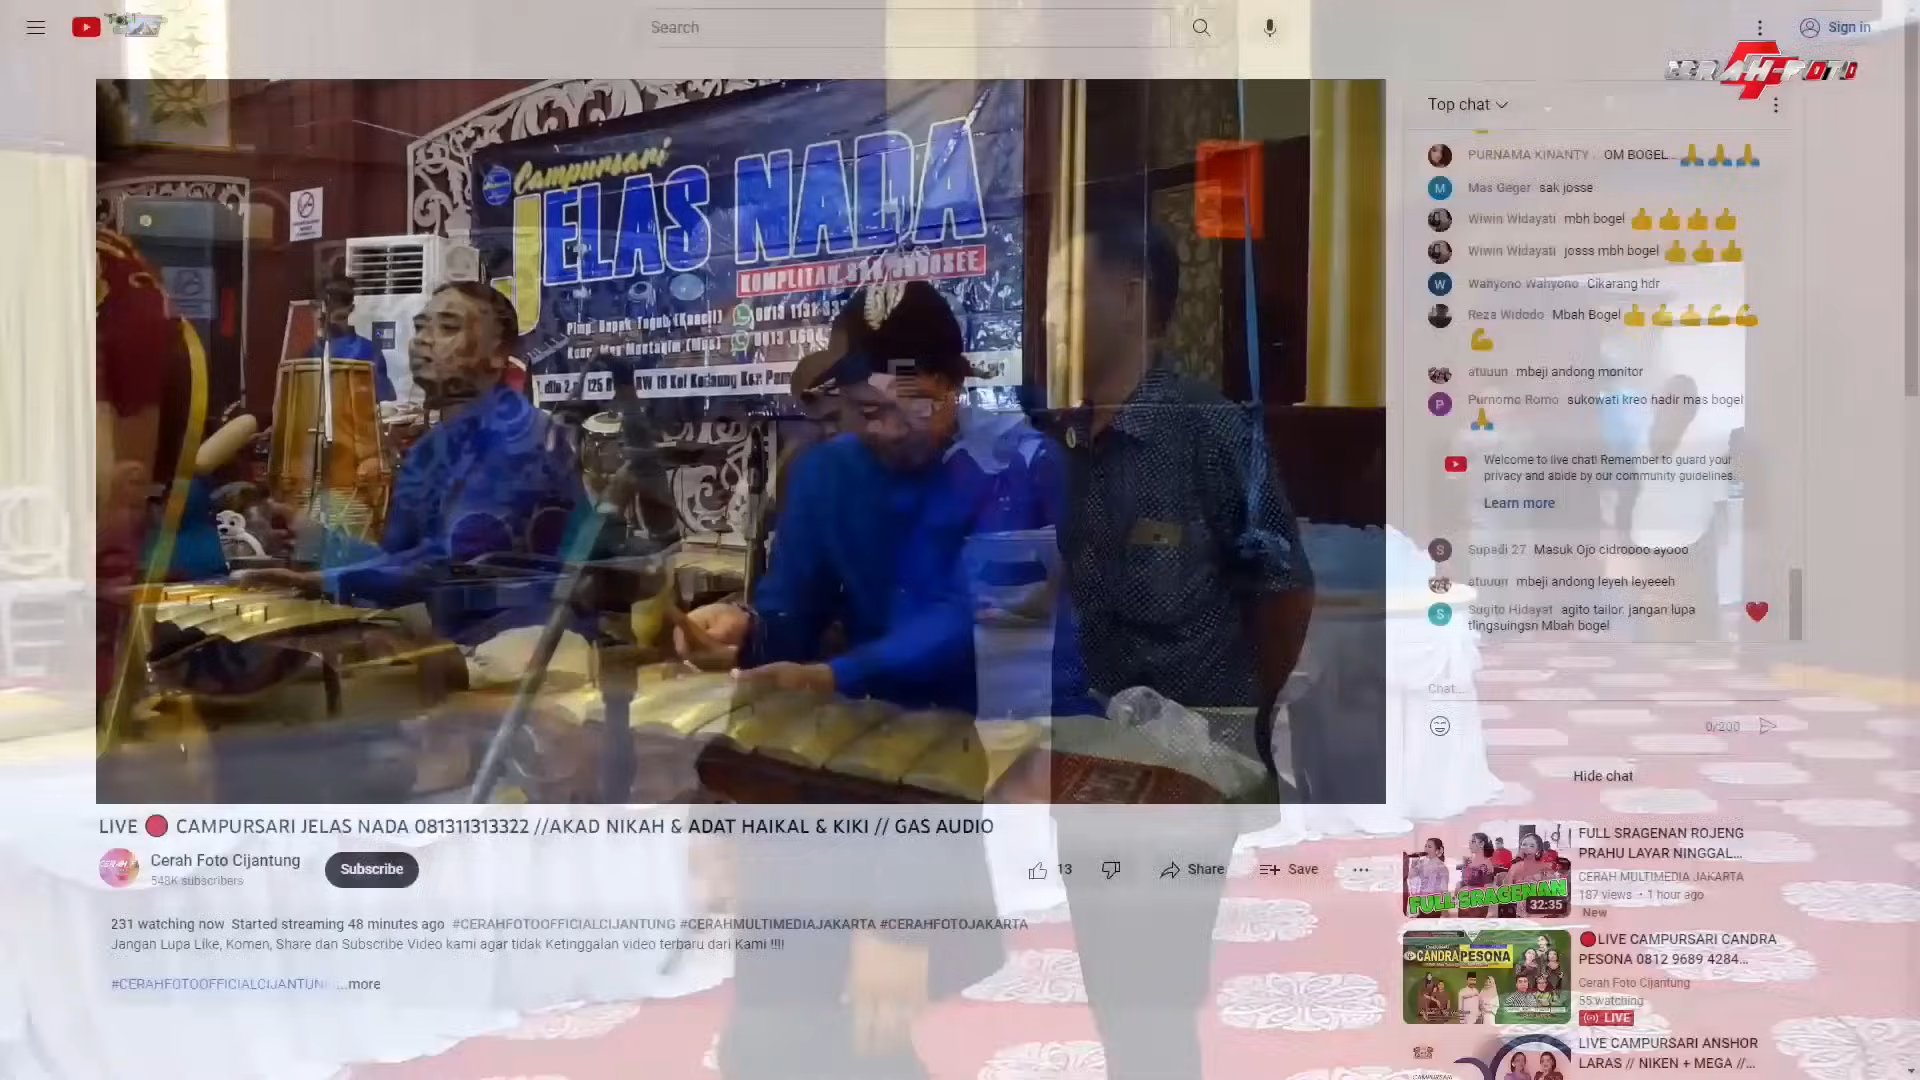 Search
Sign in
CERAH-FOTO
Campursari
JELAS NADA
Top chat
PURNAMA KINANTY OM BOGEL
Mas Geger sak josse
Wiwin Widayati mbh bogel
Wiwin Widayati josss mbh bogel
Wahyono Wahyono Cikarang hdr
Reza Widodo Mbah Bogel
atuuun mbeji andong monitor
Purnomo Romo sukowati kreo hadir mas bogel
Welcome to live chat! Remember to guard your
privacy and abide by our community guidelines.
Learn more
Supadi 27 Masuk Ojo cidroooo ayooo
atuuun mbeji andong leyeh leyeeeh
Sugito Hidayat agito tailor. jangan lupa
tlingsuingsn Mbah bogel
Chat...
0/200
Hide chat
LIVE 🔴 CAMPURSARI JELAS NADA 081311313322 //AKAD NIKAH & ADAT HAIKAL & KIKI // GAS AUDIO
Cerah Foto Cijantung
548K subscribers
Subscribe
13
Share
Save
231 watching now Started streaming 48 minutes ago #CERAHFOTOOFFICIALCIJANTUNG #CERAHMULTIMEDIAJAKARTA #CERAHFOTOJAKARTA
Jangan Lupa Like, Komen, Share dan Subscribe Video kami agar tidak Ketinggalan video terbaru dari Kami !!!!
#CERAHFOTOOFFICIALCIJANTUN ...more
FULL SRAGENAN
32:35
FULL SRAGENAN ROJENG
PRAHU LAYAR NINGGAL...
CERAH MULTIMEDIA JAKARTA
187 views • 1 hour ago
New
CANDRA PESONA
🔴LIVE CAMPURSARI CANDRA
PESONA 0812 9689 4284...
Cerah Foto Cijantung
55 watching
LIVE
LIVE CAMPURSARI ANSHOR
LARAS // NIKEN + MEGA //...